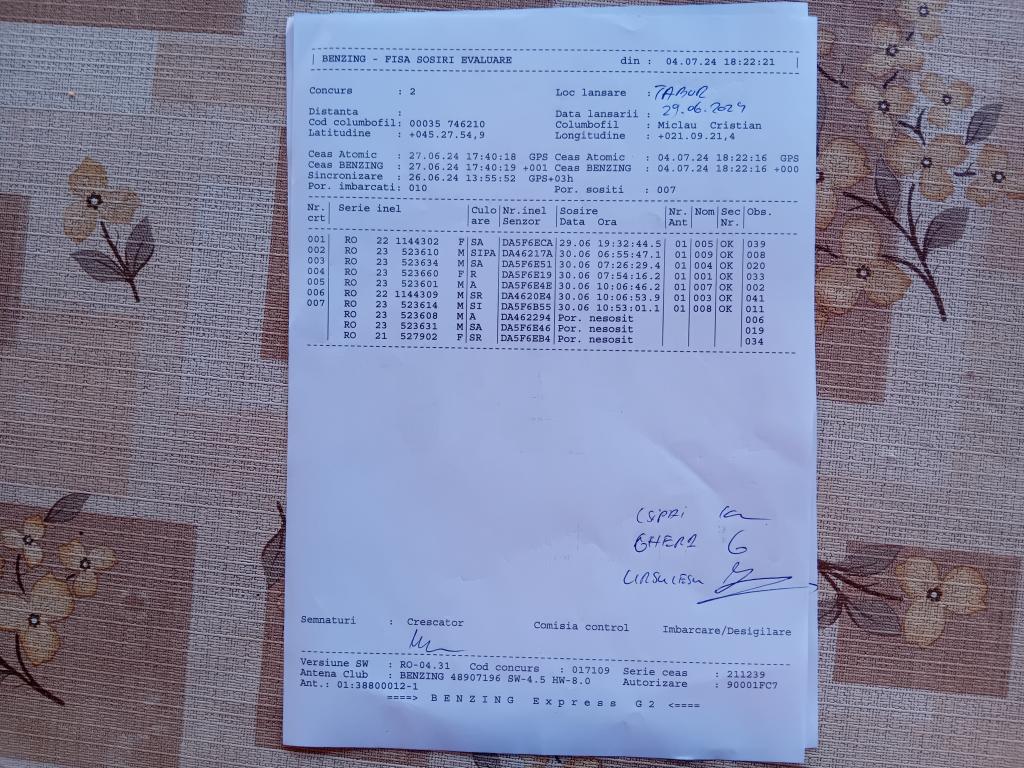 | BENZING - FISA SOSIRI EVALUARE din : 04.07.24 18:22:21 |
Concurs : 2 Loc lansare : TABOR
Distanta : Data lansarii : 29.06.2024
Cod columbofil: 00035 746210 Columbofil : Miclau Cristian
Latitudine : +045.27.54,9 Longitudine : +021.09.21,4
Ceas Atomic : 27.06.24 17:40:18 GPS Ceas Atomic : 04.07.24 18:22:16 GPS
Ceas BENZING : 27.06.24 17:40:19 +001 Ceas BENZING : 04.07.24 18:22:16 +000
Sincronizare : 26.06.24 13:55:52 GPS+03h
Por. imbarcati: 010 Por. sositi : 007
Nr. | Serie inel | Culo | Nr.inel | Sosire | Nr. | Nom | Sec | Obs.
crt | | are | Senzor | Data Ora | Ant | | Nr. |
001 RO 22 1144302 F SA DA5F6ECA 29.06 19:32:44.5 01 005 OK 039
002 RO 23 523610 M SIPA DA46217A 30.06 06:55:47.1 01 009 OK 008
003 RO 23 523634 M SA DA5F6E51 30.06 07:26:29.4 01 004 OK 020
004 RO 23 523660 F R DA5F6E19 30.06 07:54:16.2 01 001 OK 033
005 RO 23 523601 M A DA5F6E4E 30.06 10:06:46.2 01 007 OK 002
006 RO 22 1144309 M SR DA4620E4 30.06 10:06:53.9 01 003 OK 041
007 RO 23 523614 M SI DA5F6B55 30.06 10:53:01.1 01 008 OK 011
RO 23 523608 M A DA462294 Por. nesosit 006
RO 23 523631 M SA DA5F6E46 Por. nesosit 019
RO 21 527902 F SR DA5F6EB4 Por. nesosit 034
URSULESCU
Semnaturi : Crescator Comisia control Imbarcare/Desigilare
Versiune SW : RO-04.31 Cod concurs : 017109 Serie ceas : 211239
Antena Club : BENZING 48907196 SW-4.5 HW-8.0 Autorizare : 90001FC7
Ant.: 01:38800012-1
====> B E N Z I N G E x p r e s s G 2 <====